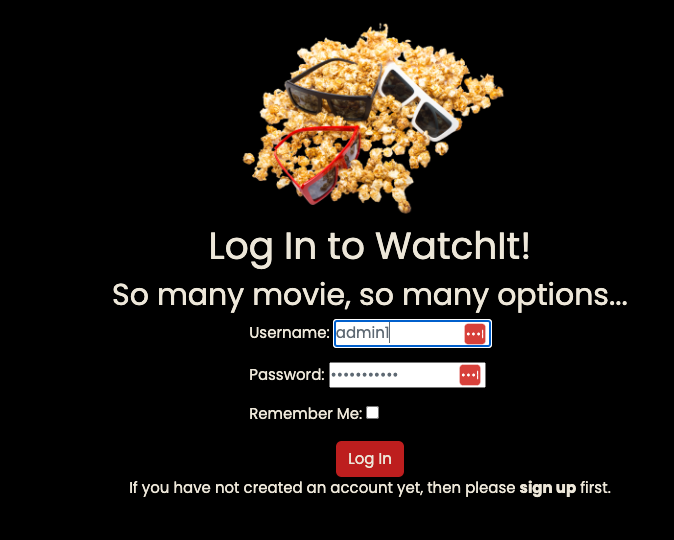 Log In to WatchIt!
So many movie, so many options...
Username: admin1
Password: •••••••••••
Remember Me:
Log In
If you have not created an account yet, then please sign up first.